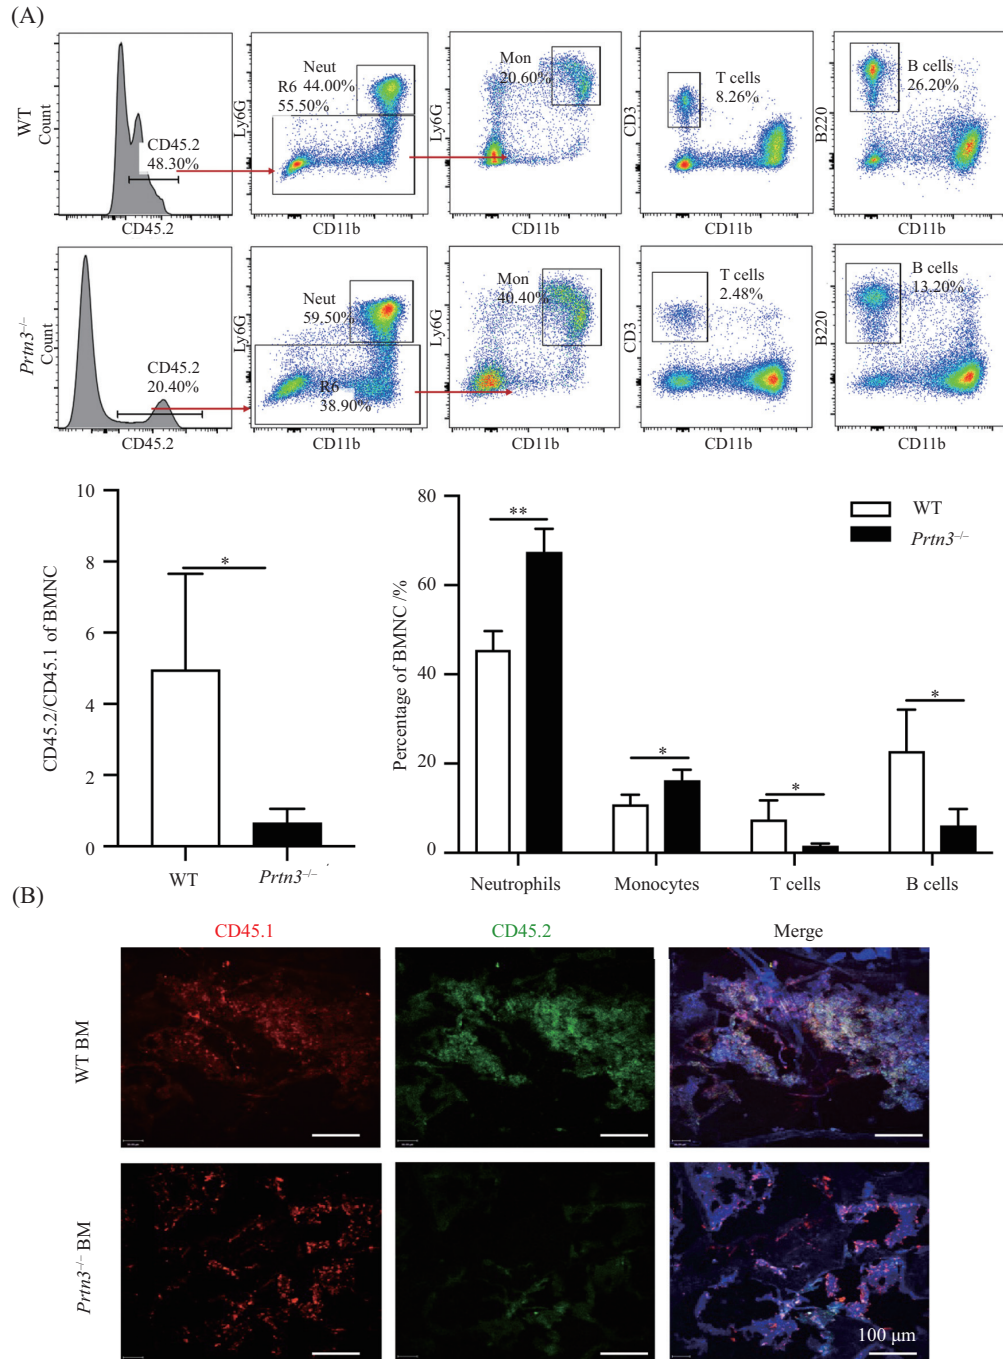 (A)
WT
Count
CD45.2
48.30%
CD45.2
Ly6G
Neut
44.00%
R6
55.50%
CD11b
Ly6G
Mon
20.60%
CD11b
CD3
T cells
8.26%
CD11b
B220
B cells
26.20%
CD11b
Prtn3–/–
Count
CD45.2
20.40%
CD45.2
Ly6G
Neut
59.50%
R6
38.90%
CD11b
Ly6G
Mon
40.40%
CD11b
CD3
T cells
2.48%
CD11b
B220
B cells
13.20%
CD11b
CD45.2/CD45.1 of BMNC
10
8
6
4
2
0
*
WT
Prtn3–/–
Percentage of BMNC /%
80
60
40
20
0
**
*
*
*
WT
Prtn3–/–
Neutrophils
Monocytes
T cells
B cells
(B)
CD45.1
CD45.2
Merge
WT BM
Prtn3–/– BM
100 μm